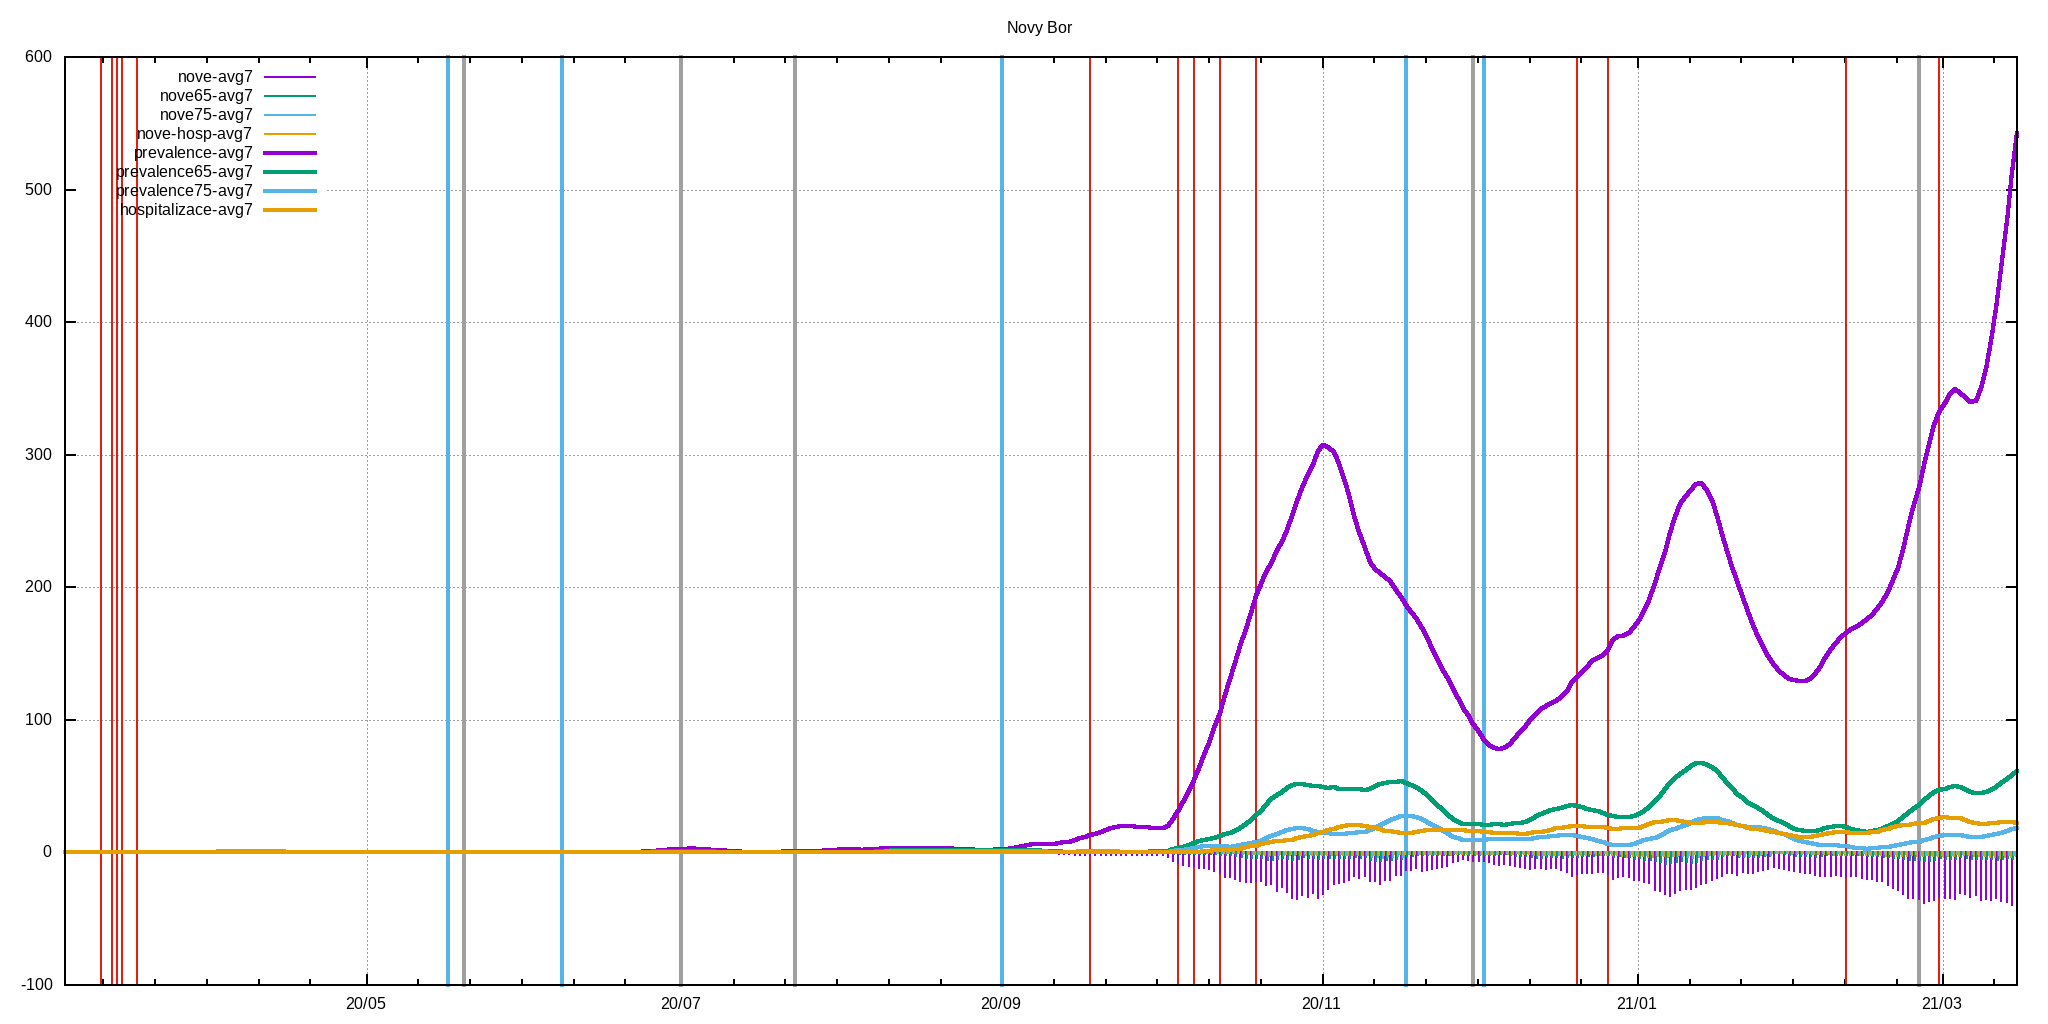 Novy Bor
600
500
400
300
200
100
0
-100
nove-avg7
nove65-avg7
nove75-avg7
nove-hosp-avg7
prevalence-avg7
prevalence65-avg7
prevalence75-avg7
hospitalizace-avg7
20/05 20/07 20/09 20/11 21/01 21/03